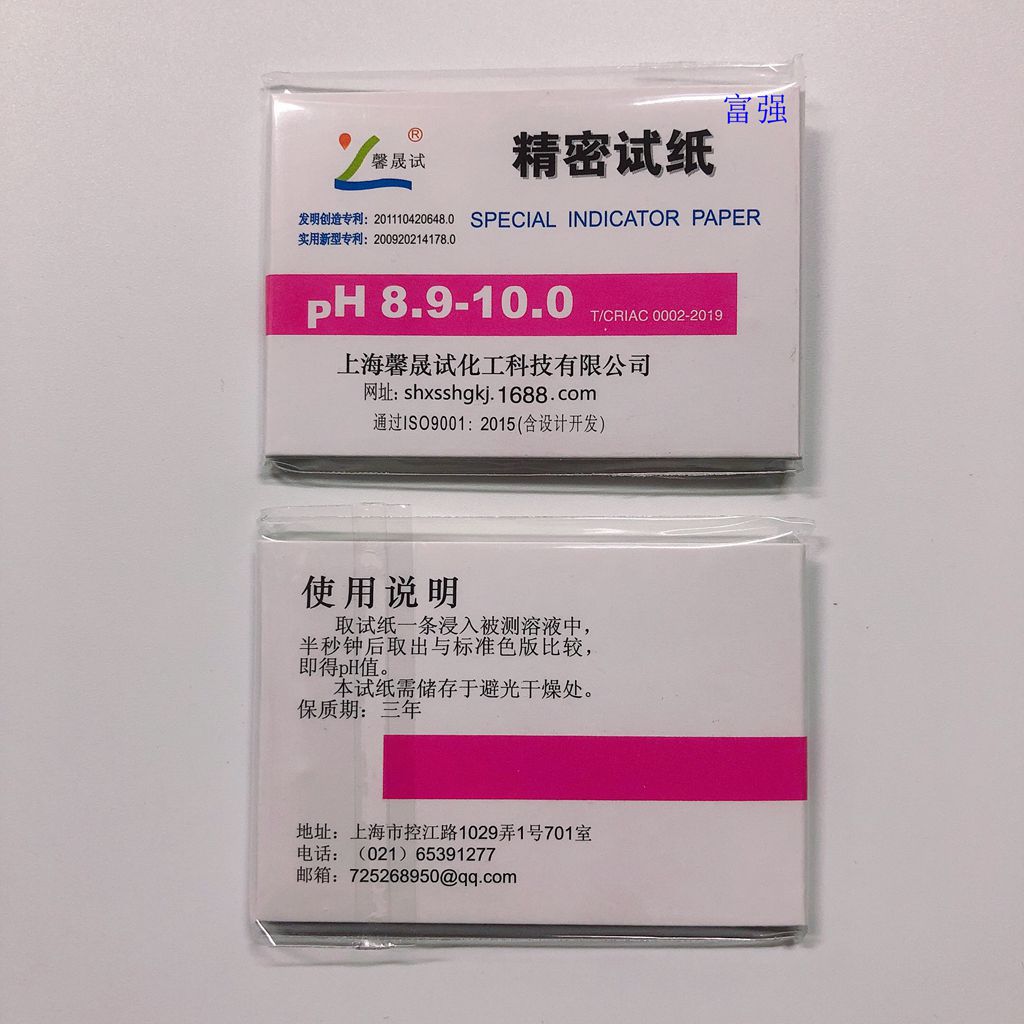 富强
馨晟试®
精密试纸
发明创造专利：201110420648.0
实用新型专利：200920214178.0
SPECIAL INDICATOR PAPER
pH 8.9-10.0
T/CRIAC 0002-2019
上海馨晟试化工科技有限公司
网址：shxsshgkj.1688.com
通过ISO9001：2015(含设计开发)
使用说明
取试纸一条浸入被测溶液中，
半秒钟后取出与标准色版比较，
即得pH值。
本试纸需储存于避光干燥处。
保质期：三年
地址：上海市控江路1029弄1号701室
电话：（021）65391277
邮箱：725268950@qq.com